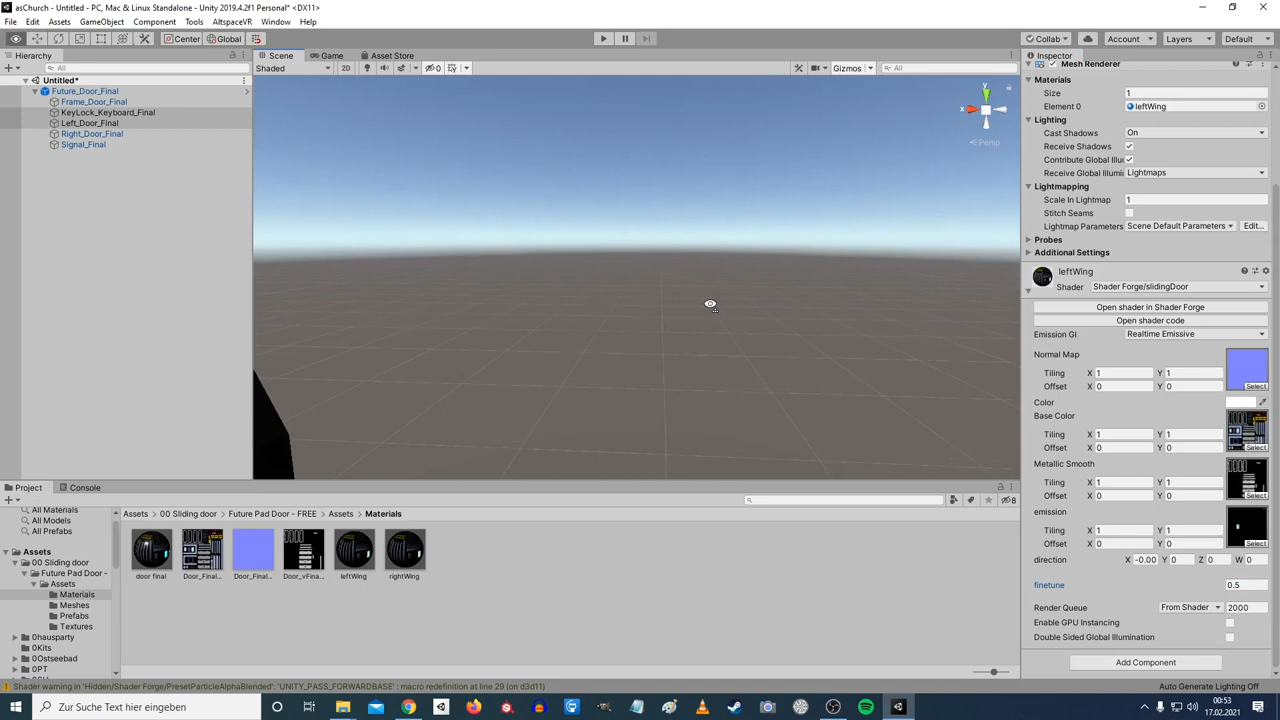 asChurch - Untitled - PC, Mac & Linux Standalone - Unity 2019.4.2f1 Personal* <DX11>
File Edit Assets GameObject Component Tools AltspaceVR Window Help
Center Global Collab Account Layers Default
Hierarchy Scene Game Asset Store Inspector
All Shaded 2D 0 Gizmos All Mesh Renderer
Untitled*
Future_Door_Final
Frame_Door_Final
KeyLock_Keyboard_Final
Left_Door_Final
Right_Door_Final
Signal_Final
y
x
Persp
Materials
Size 1
Element 0 leftWing
Lighting
Cast Shadows On
Receive Shadows
Contribute Global Illui
Receive Global Illumii Lightmaps
Lightmapping
Scale In Lightmap 1
Stitch Seams
Lightmap Parameters Scene Default Parameters Edit...
Probes
Additional Settings
leftWing
Shader Shader Forge/slidingDoor
Open shader in Shader Forge
Open shader code
Emission GI Realtime Emissive
Normal Map
Tiling X 1 Y 1
Offset X 0 Y 0 Select
Color
Base Color
Tiling X 1 Y 1
Offset X 0 Y 0 Select
Metallic Smooth
Tiling X 1 Y 1
Offset X 0 Y 0 Select
emission
Tiling X 1 Y 1
Offset X 0 Y 0 Select
direction X -0.00 Y 0 Z 0 W 0
finetune 0.5
Render Queue From Shader 2000
Enable GPU Instancing
Double Sided Global Illumination
Add Component
Auto Generate Lighting Off
Project Console
8
All Materials
All Models
All Prefabs
Assets
00 Sliding door
Future Pad Door -
Assets
Materials
Meshes
Prefabs
Textures
0hausparty
0Kits
0Ostseebad
0PT
Assets 00 Sliding door Future Pad Door - FREE Assets Materials
door final Door_Final... Door_Final... Door_vFina... leftWing rightWing
Shader warning in 'Hidden/Shader Forge/PresetParticleAlphaBlended': 'UNITY_PASS_FORWARDBASE' : macro redefinition at line 29 (on d3d11)
Zur Suche Text hier eingeben
00:53
17.02.2021